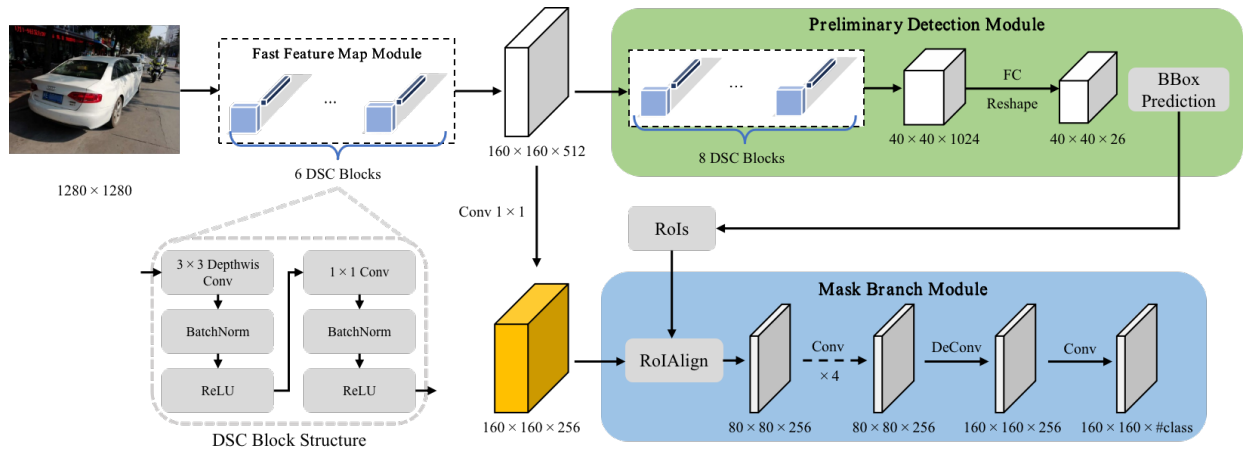 Fast Feature Map Module
...
6 DSC Blocks
1280 × 1280
160 × 160 × 512
Conv 1 × 1
Preliminary Detection Module
...
8 DSC Blocks
40 × 40 × 1024
FC
Reshape
40 × 40 × 26
BBox
Prediction
RoIs
3 × 3 Depthwis
Conv
BatchNorm
ReLU
1 × 1 Conv
BatchNorm
ReLU
DSC Block Structure
160 × 160 × 256
Mask Branch Module
RoIAlign
80 × 80 × 256
Conv
× 4
80 × 80 × 256
DeConv
160 × 160 × 256
Conv
160 × 160 × #class